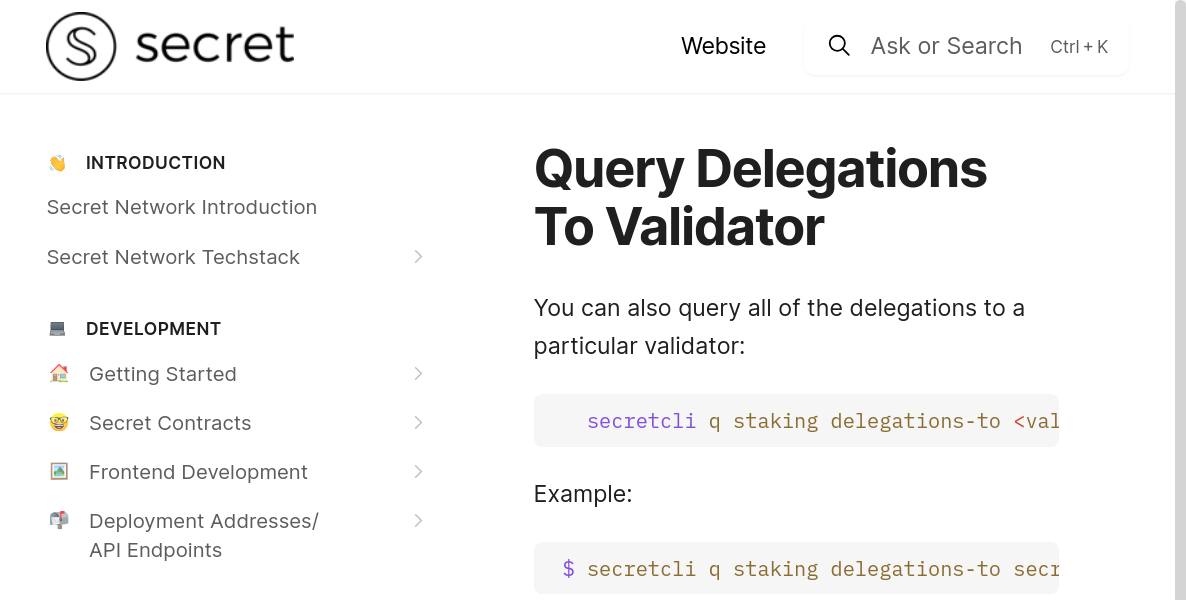 secret
Website
Ask or Search Ctrl + K
INTRODUCTION
Secret Network Introduction
Secret Network Techstack
DEVELOPMENT
Getting Started
Secret Contracts
Frontend Development
Deployment Addresses/
API Endpoints
Query Delegations
To Validator
You can also query all of the delegations to a
particular validator:
secretcli q staking delegations-to <val
Example:
$ secretcli q staking delegations-to secr